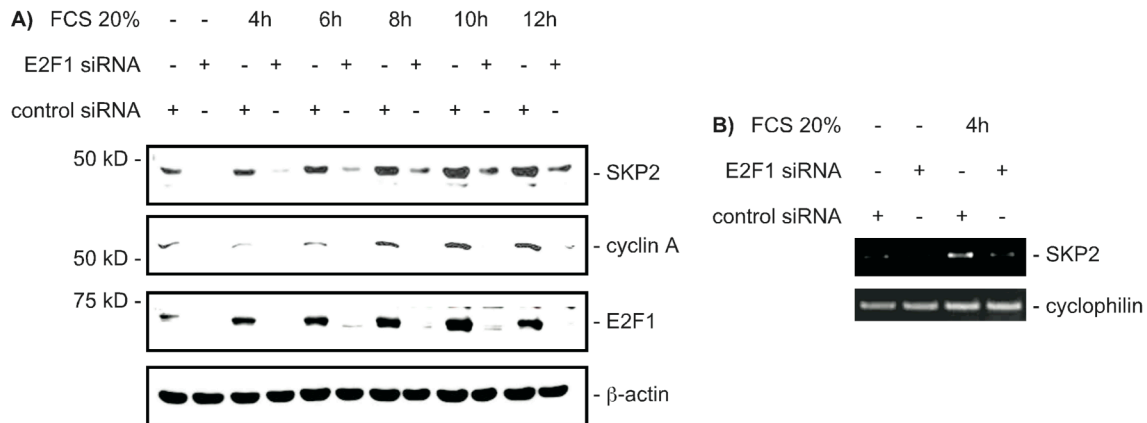 A) FCS 20% - - 4h 6h 8h 10h 12h
E2F1 siRNA - + - + - + - + - + - +
control siRNA + - + - + - + - + - + -
50 kD - - SKP2
- cyclin A
50 kD -
75 kD -
- E2F1
- β-actin
B) FCS 20% - - 4h
E2F1 siRNA - + - +
control siRNA + - + -
- SKP2
- cyclophilin